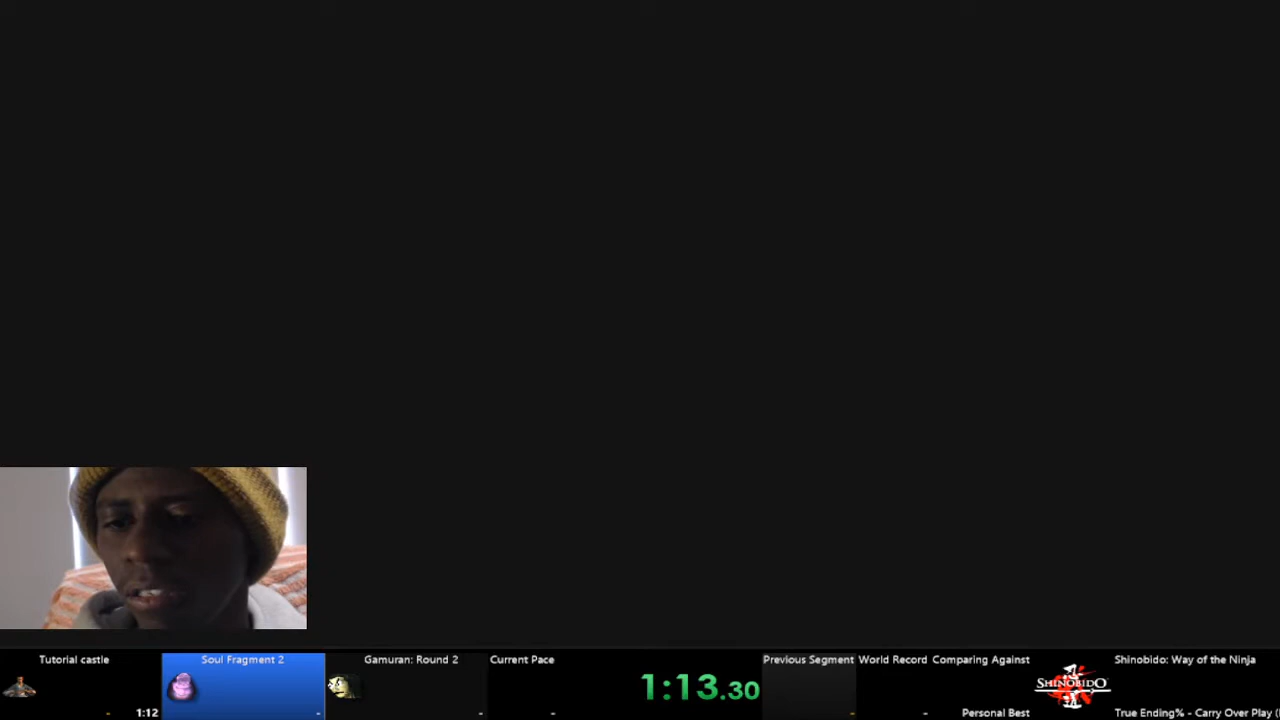 Tutorial castle
-
1:12
Soul Fragment 2
-
Gamuran: Round 2
-
Current Pace
-
1:13.30
Previous Segment
-
World Record
-
Comparing Against
Personal Best
SHINOBIDO
Shinobido: Way of the Ninja
True Ending% - Carry Over Play (